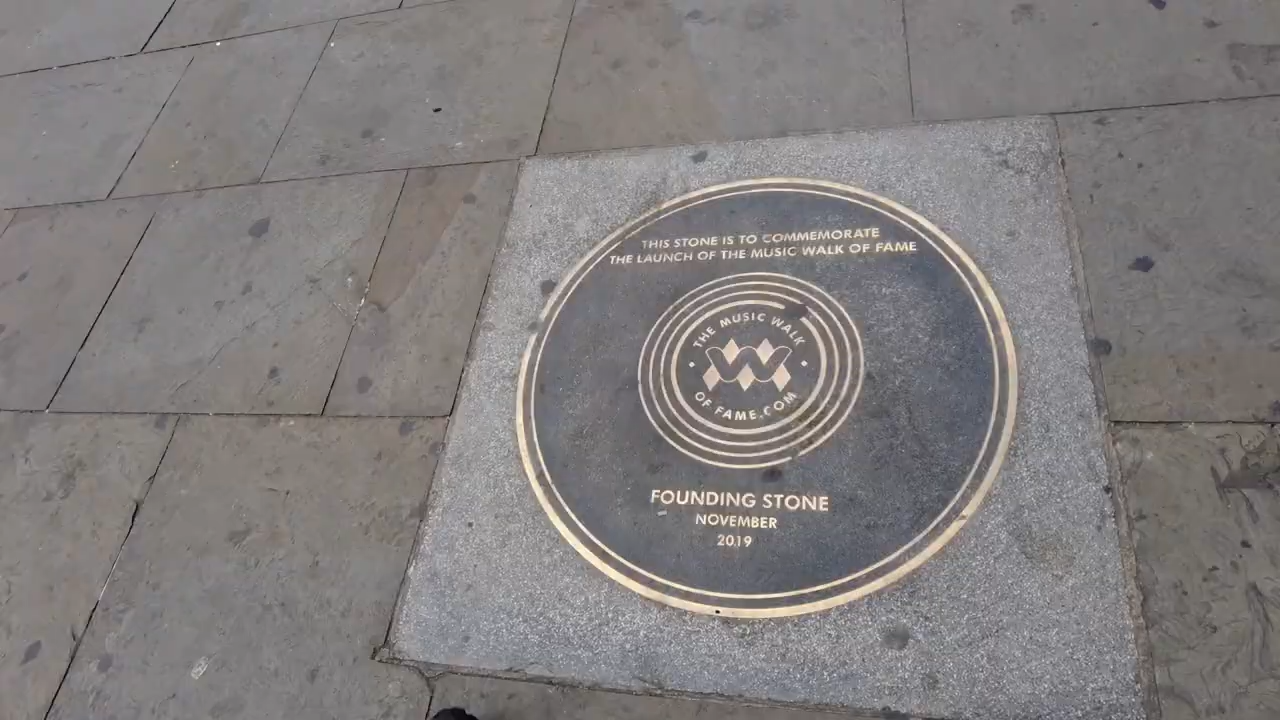 THIS STONE IS TO COMMEMORATE
THE LAUNCH OF THE MUSIC WALK OF FAME
THE MUSIC WALK
OF FAME.COM
FOUNDING STONE
NOVEMBER
2019